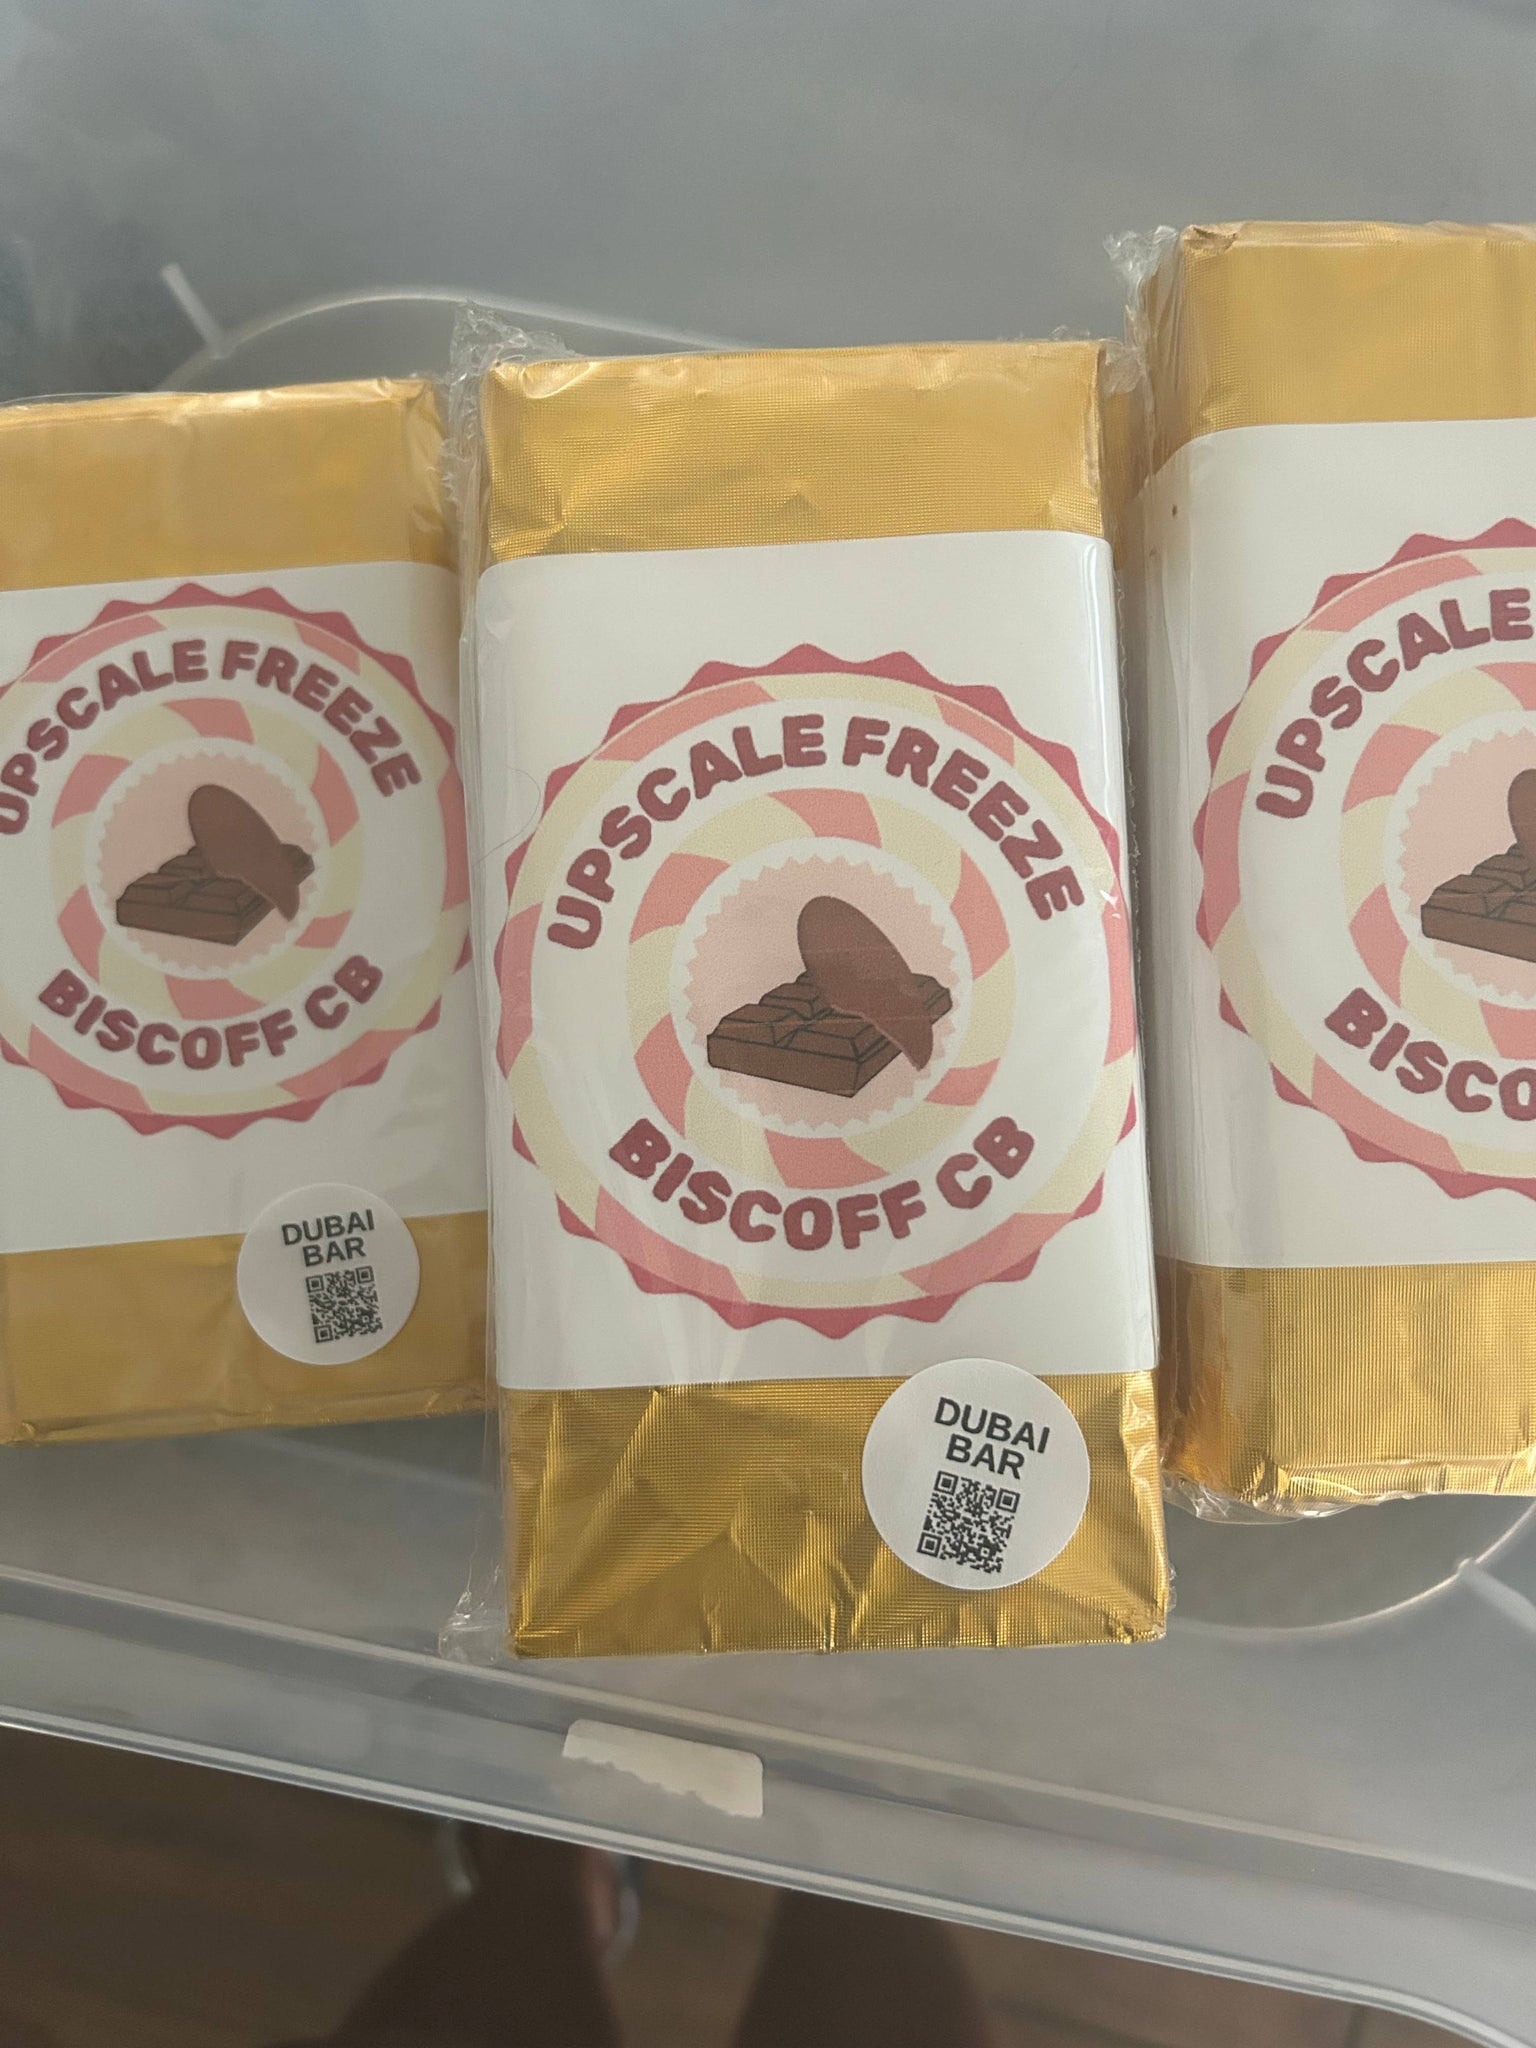 UPSCALE FREEZE
BISCOFF CB
DUBAI
BAR
UPSCALE FREEZE
BISCOFF CB
DUBAI
BAR
UPSCALE
BISCO